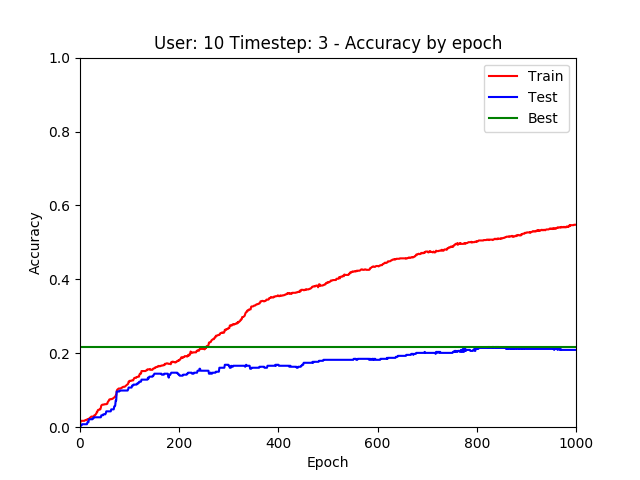 User: 10 Timestep: 3 - Accuracy by epoch
1.0
0.8
0.6
0.4
0.2
0.0
Accuracy
Train
Test
Best
0 200 400 600 800 1000
Epoch